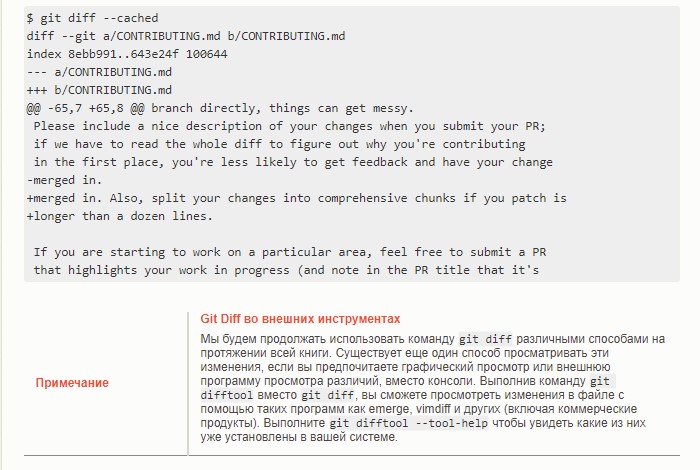 $ git diff --cached
diff --git a/CONTRIBUTING.md b/CONTRIBUTING.md
index 8ebb991..643e24f 100644
--- a/CONTRIBUTING.md
+++ b/CONTRIBUTING.md
@@ -65,7 +65,8 @@ branch directly, things can get messy.
 Please include a nice description of your changes when you submit your PR;
 if we have to read the whole diff to figure out why you're contributing
 in the first place, you're less likely to get feedback and have your change
-merged in.
+merged in. Also, split your changes into comprehensive chunks if you patch is
+longer than a dozen lines.

 If you are starting to work on a particular area, feel free to submit a PR
 that highlights your work in progress (and note in the PR title that it's
Примечание
Git Diff во внешних инструментах
Мы будем продолжать использовать команду git diff различными способами на
протяжении всей книги. Существует еще один способ просматривать эти
изменения, если вы предпочитаете графический просмотр или внешнюю
программу просмотра различий, вместо консоли. Выполнив команду git
difftool вместо git diff, вы сможете просмотреть изменения в файле с
помощью таких программ как emerge, vimdiff и других (включая коммерческие
продукты). Выполните git difftool --tool-help чтобы увидеть какие из них
уже установлены в вашей системе.